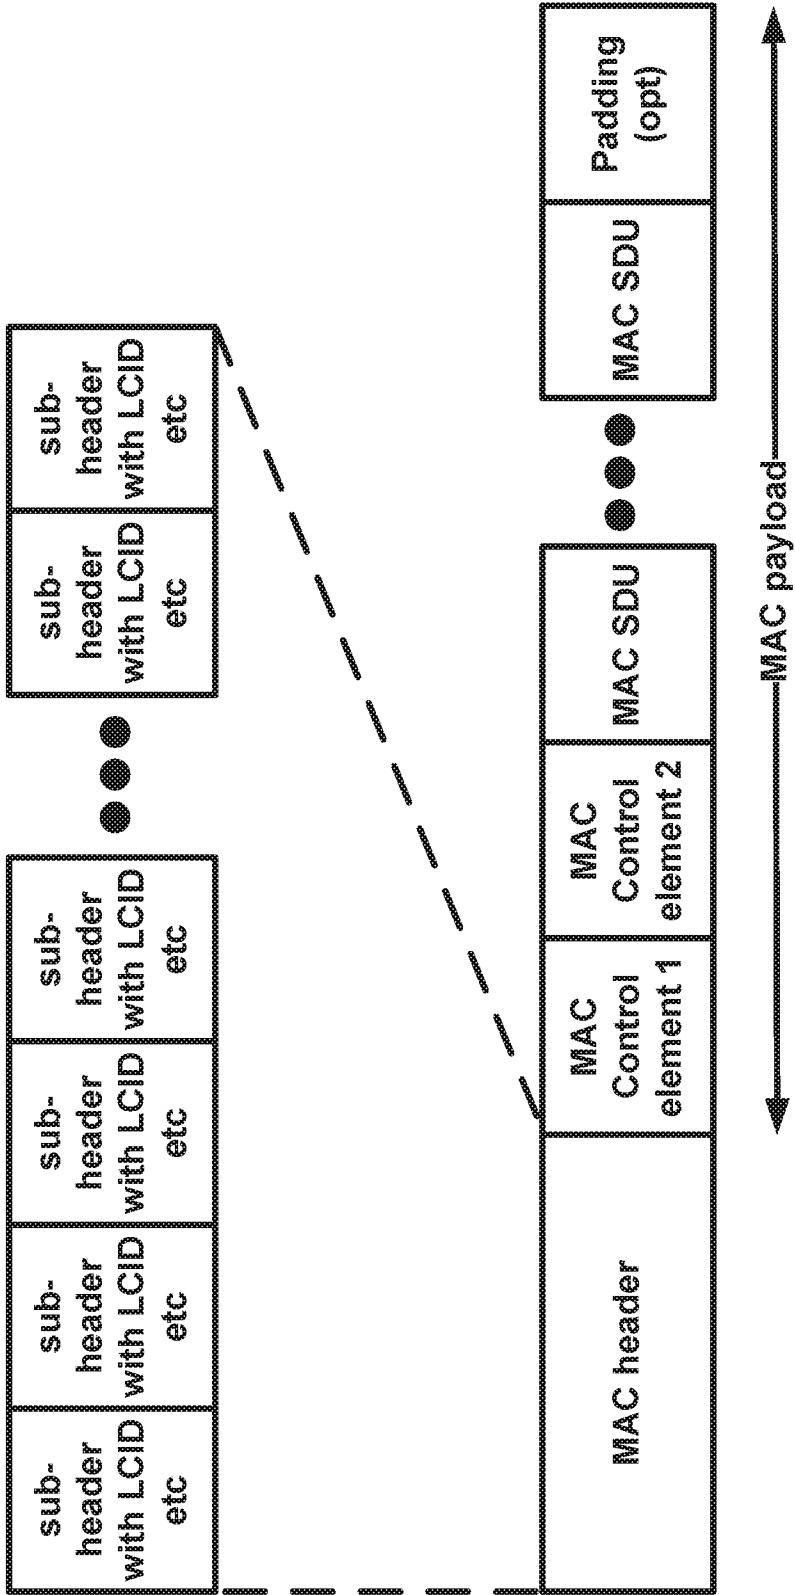 sub-
header
with LCID
etc
sub-
header
with LCID
etc
sub-
header
with LCID
etc
sub-
header
with LCID
etc
sub-
header
with LCID
etc
sub-
header
with LCID
etc
MAC header
MAC
Control
element 1
MAC
Control
element 2
MAC SDU
MAC SDU
Padding
(opt)
MAC payload